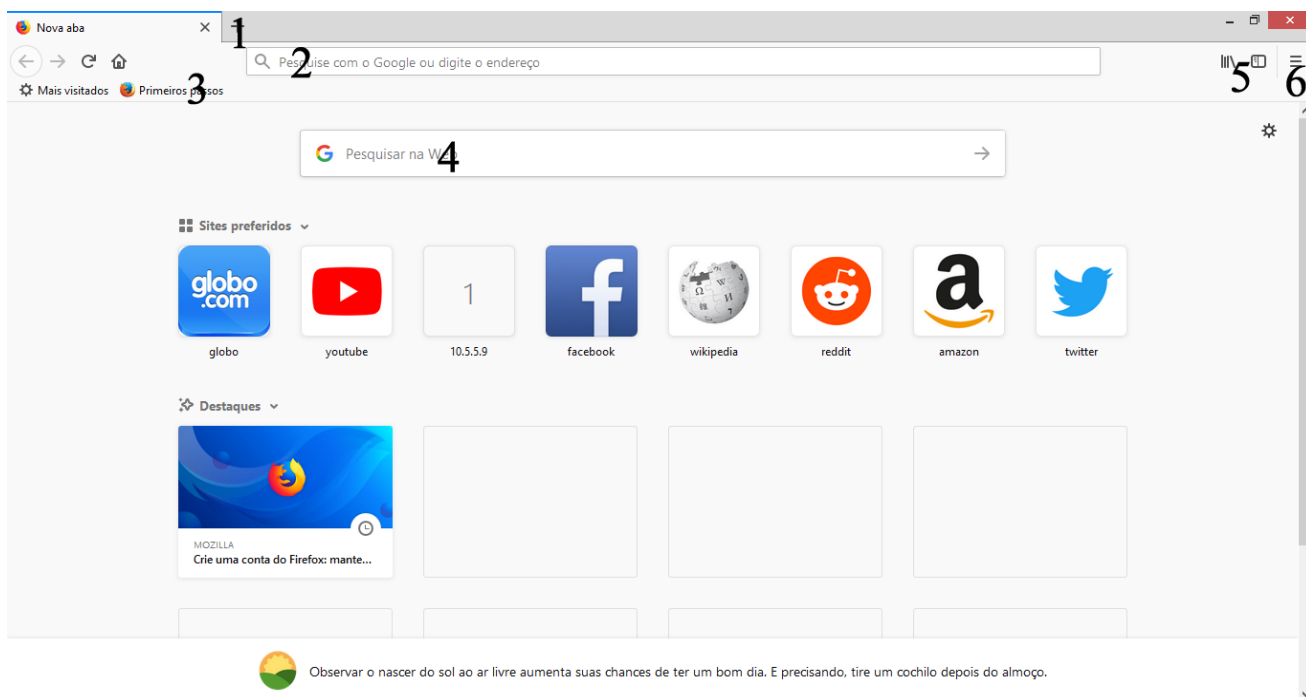 Nova aba
1
2
Pesquise com o Google ou digite o endereço
5
6
Mais visitados Primeiros passos
3
Pesquisar na Web
4
Sites preferidos
globo
.com
1
f
a
globo youtube 10.5.5.9 facebook wikipedia reddit amazon twitter
Destaques
MOZILLA
Crie uma conta do Firefox: mante...
Observar o nascer do sol ao ar livre aumenta suas chances de ter um bom dia. E precisando, tire um cochilo depois do almoço.